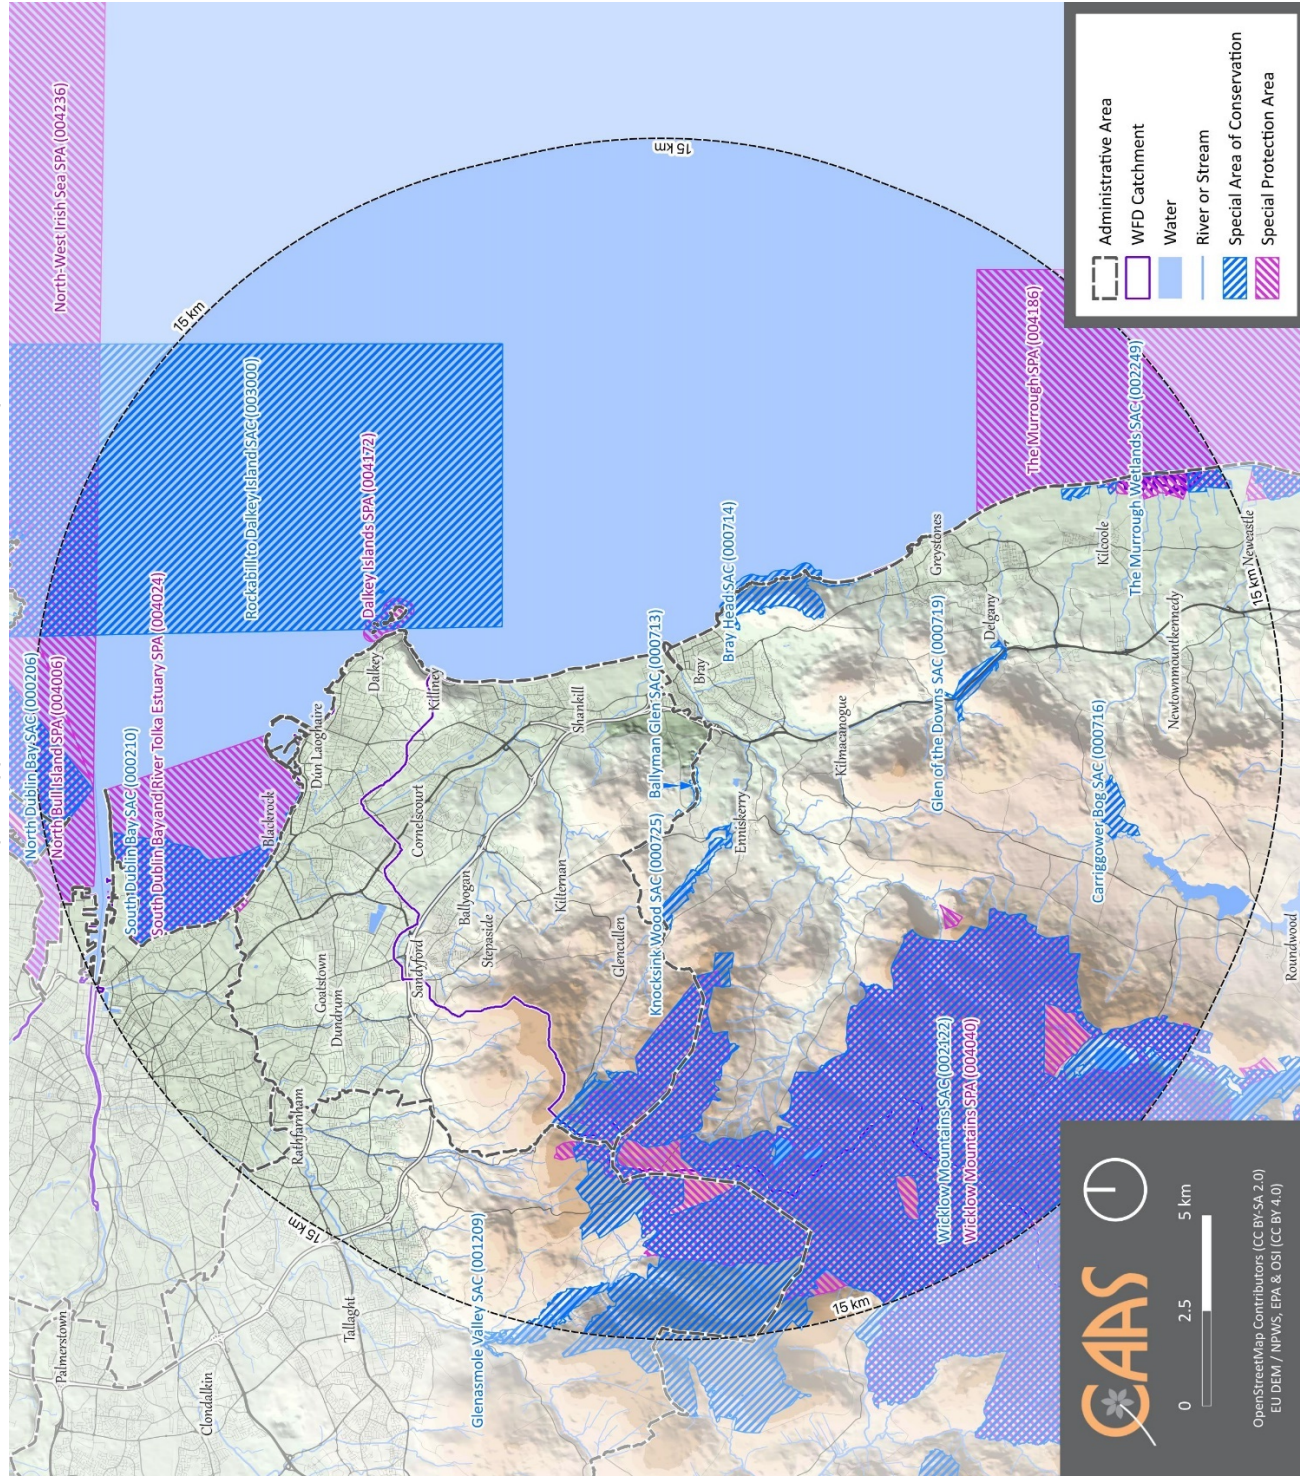 North-West Irish Sea SPA (004236)
15 km
15 km
North Dublin Bay SAC (000206)
North Bull Island SPA (004006)
South Dublin Bay SAC (000210)
South Dublin Bay and River Tolka Estuary SPA (004024)
Rockabill to Dalkey Island SAC (003000)
Dalkey Islands SPA (004172)
Blackrock
Dún Laoghaire
Dalkey
Killiney
Goatstown
Dundrum
Cornelscourt
Sandyford
Ballyogan
Stepaside
Kilternan
Shankill
Glencullen
Rathfarnham
15 km
Palmerstown
Clondalkin
Tallaght
Glenasmole Valley SAC (001209)
Knocksink Wood SAC (000725)
Ballyman Glen SAC (000713)
Bray
Bray Head SAC (000714)
Enniskerry
Kilmacanogue
Greystones
Glen of the Downs SAC (000719)
Delgany
The Murrough SPA (004186)
Kilcoole
The Murrough Wetlands SAC (002249)
Carriggower Bog SAC (000716)
Newtownmountkennedy
Newcastle
15 km
Roundwood
Wicklow Mountains SAC (002122)
Wicklow Mountains SPA (004040)
15 km
Administrative Area
WFD Catchment
Water
River or Stream
Special Area of Conservation
Special Protection Area
CAAS
0 2.5 5 km
OpenStreetMap Contributors (CC BY-SA 2.0)
EU DEM / NPWS, EPA & OSI (CC BY 4.0)